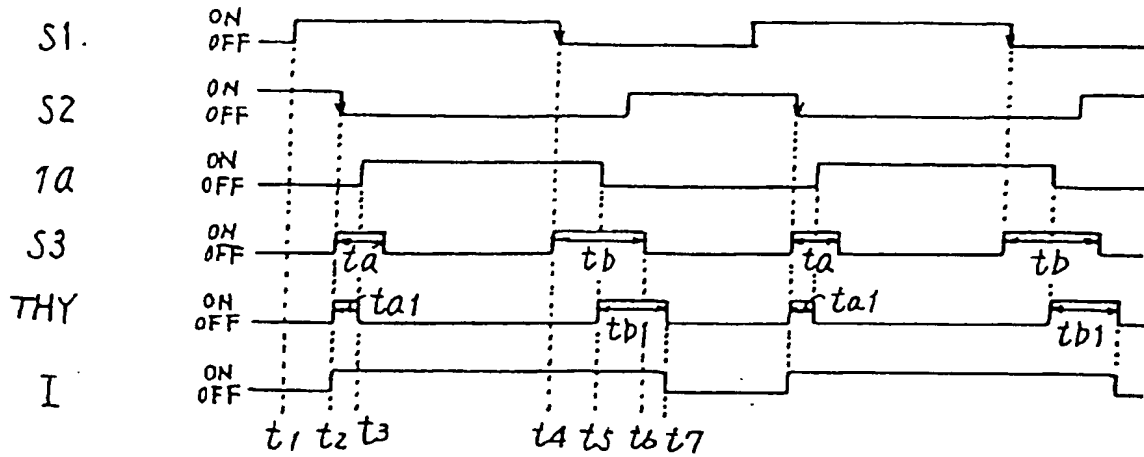 S1. ON OFF
S2 ON OFF
1a ON OFF
S3 ON OFF ta tb ta tb
THY ON OFF ta1 tb1 ta1 tb1
I ON OFF
t1 t2 t3 t4 t5 t6 t7